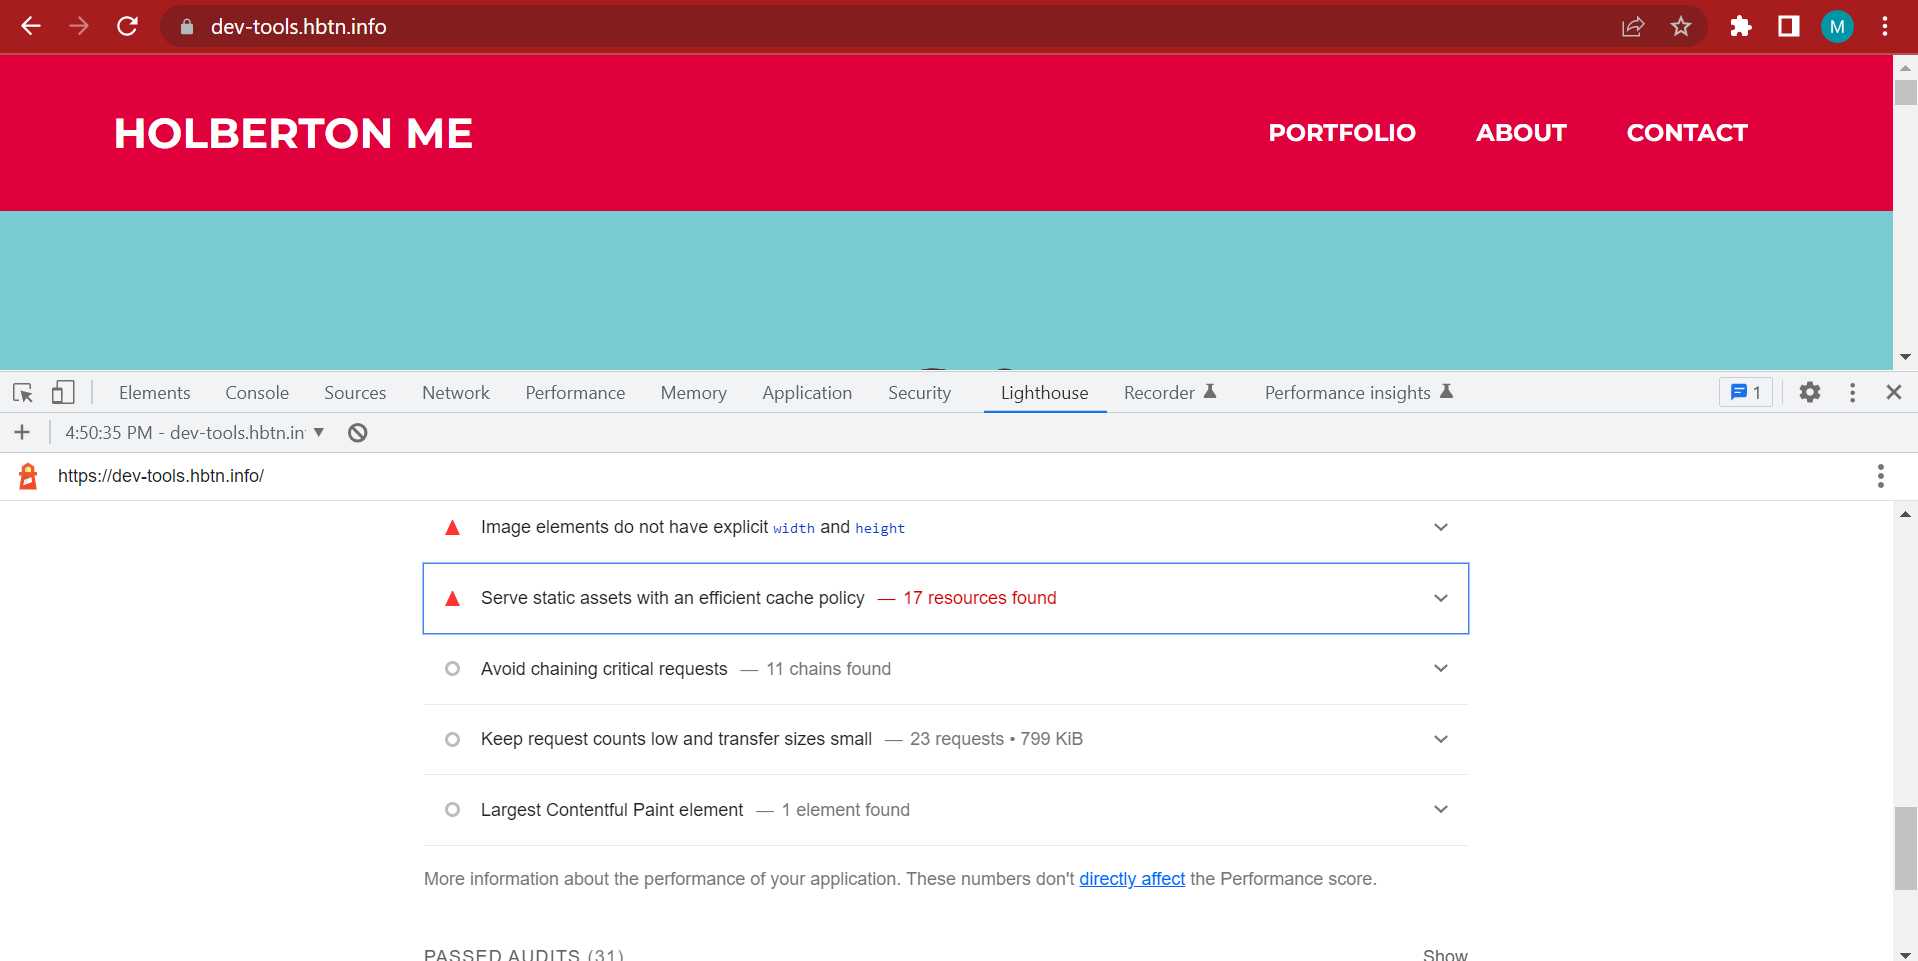 dev-tools.hbtn.info
M
HOLBERTON ME
PORTFOLIO ABOUT CONTACT
Elements Console Sources Network Performance Memory Application Security Lighthouse Recorder Performance insights 1
4:50:35 PM - dev-tools.hbtn.in
https://dev-tools.hbtn.info/
Image elements do not have explicit width and height
Serve static assets with an efficient cache policy — 17 resources found
Avoid chaining critical requests — 11 chains found
Keep request counts low and transfer sizes small — 23 requests • 799 KiB
Largest Contentful Paint element — 1 element found
More information about the performance of your application. These numbers don't directly affect the Performance score.
PASSED AUDITS (31) Show